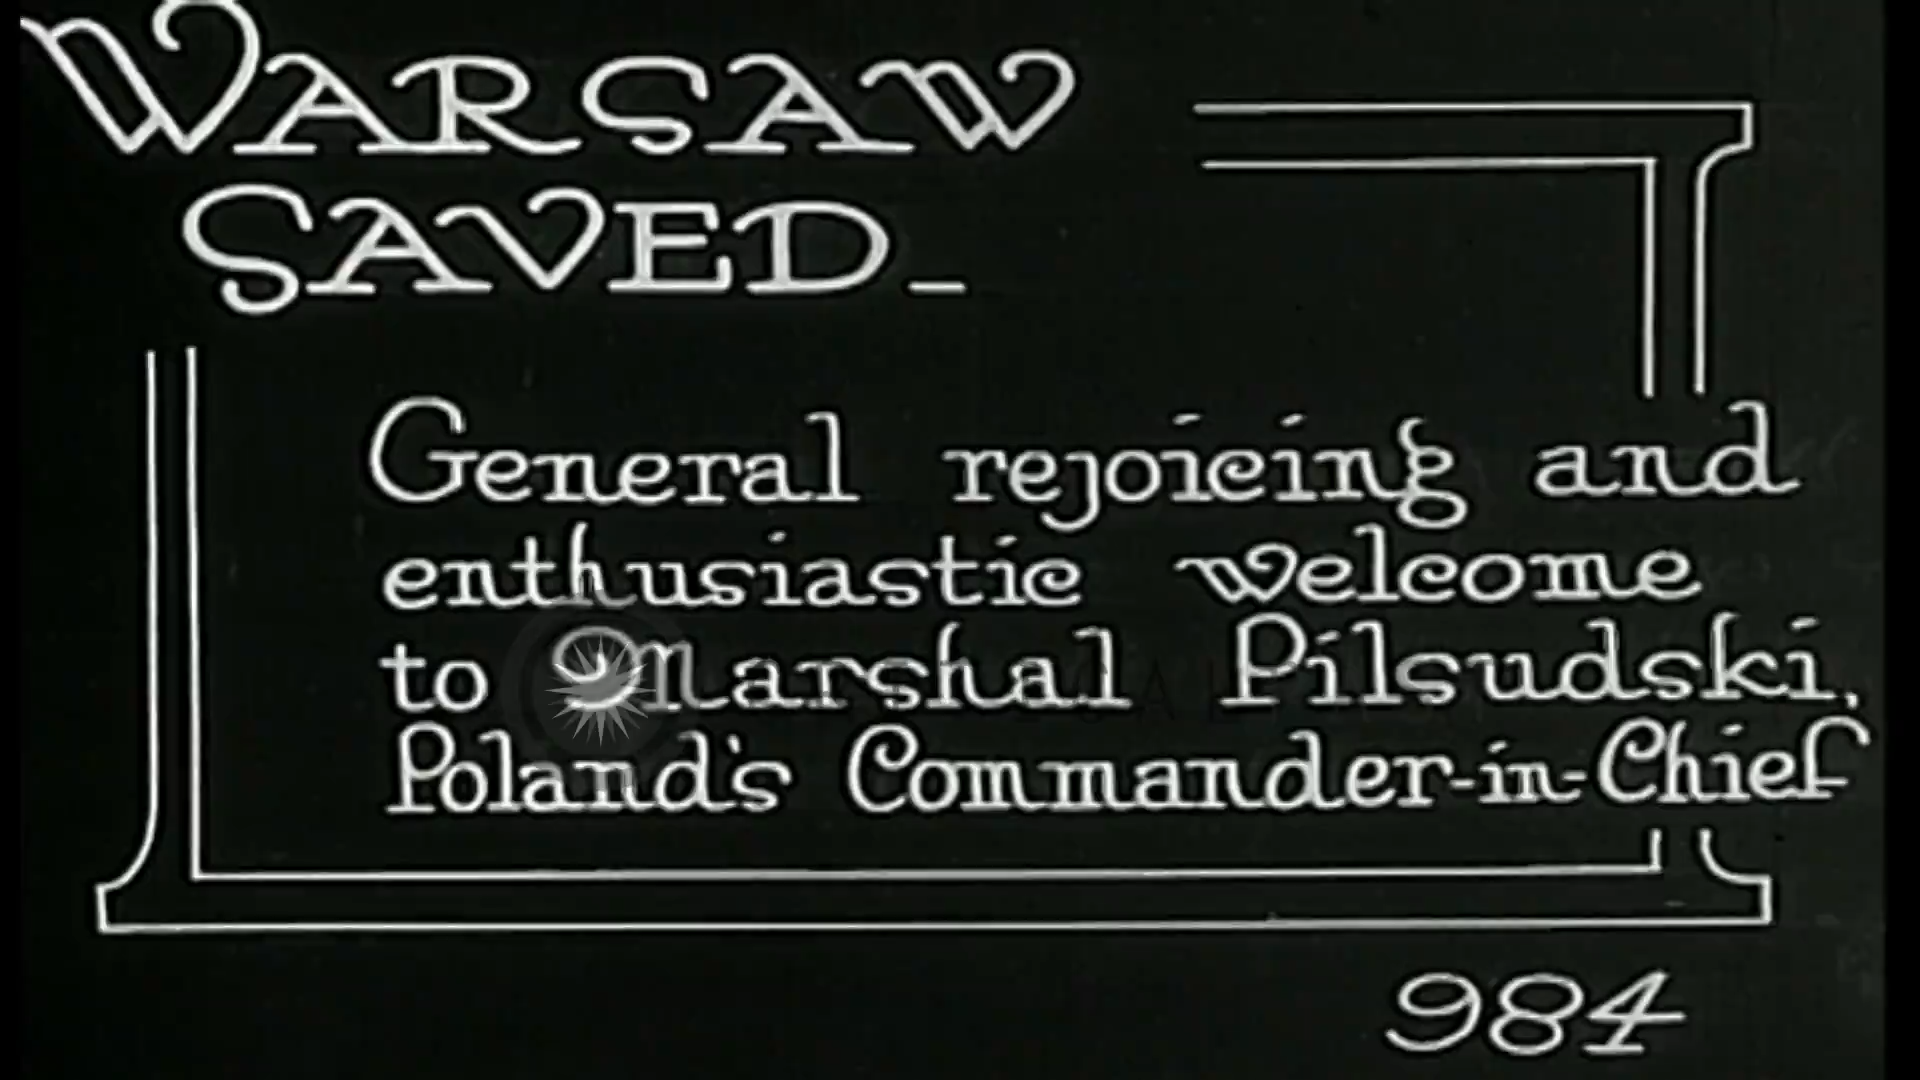 WARSAW
SAVED_
General rejoicing and
enthusiastic welcome
to Marshal Pilsudski,
Poland's Commander-in-Chief
984